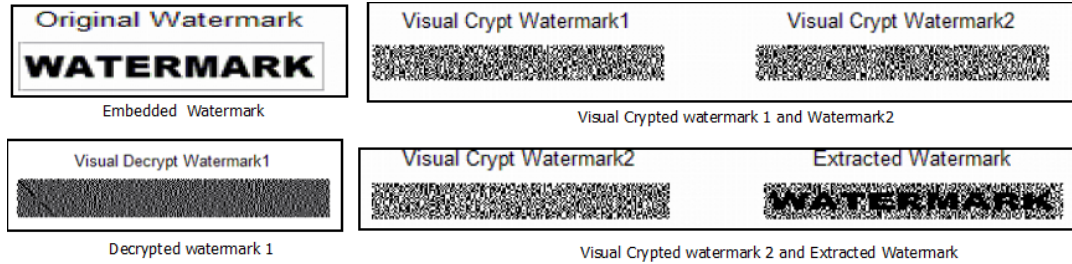 Original Watermark
WATERMARK
Embedded Watermark
Visual Crypt Watermark1
Visual Crypt Watermark2
Visual Crypted watermark 1 and Watermark2
Visual Decrypt Watermark1
Decrypted watermark 1
Visual Crypt Watermark2
Extracted Watermark
WATERMARK
Visual Crypted watermark 2 and Extracted Watermark